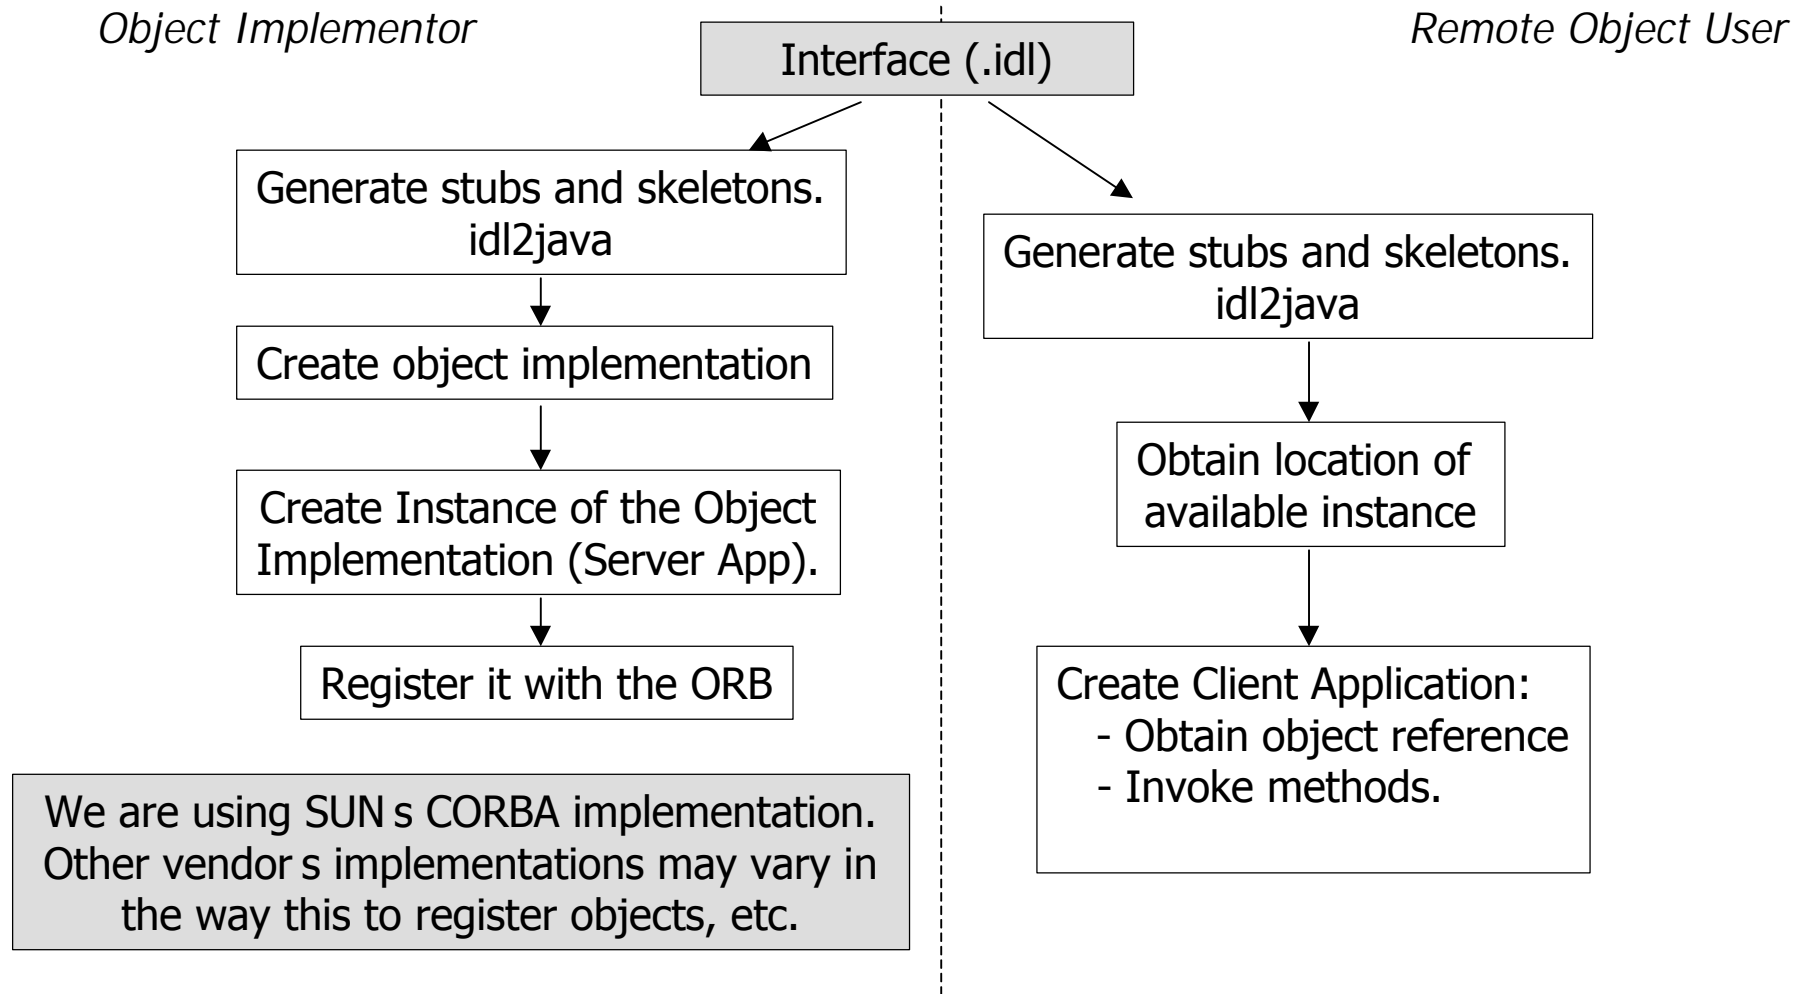 Object Implementor
Interface (.idl)
Remote Object User
Generate stubs and skeletons.
idl2java
Create object implementation
Create Instance of the Object
Implementation (Server App).
Register it with the ORB
We are using SUN s CORBA implementation.
Other vendor s implementations may vary in
the way this to register objects, etc.
Generate stubs and skeletons.
idl2java
Obtain location of
available instance
Create Client Application:
- Obtain object reference
- Invoke methods.